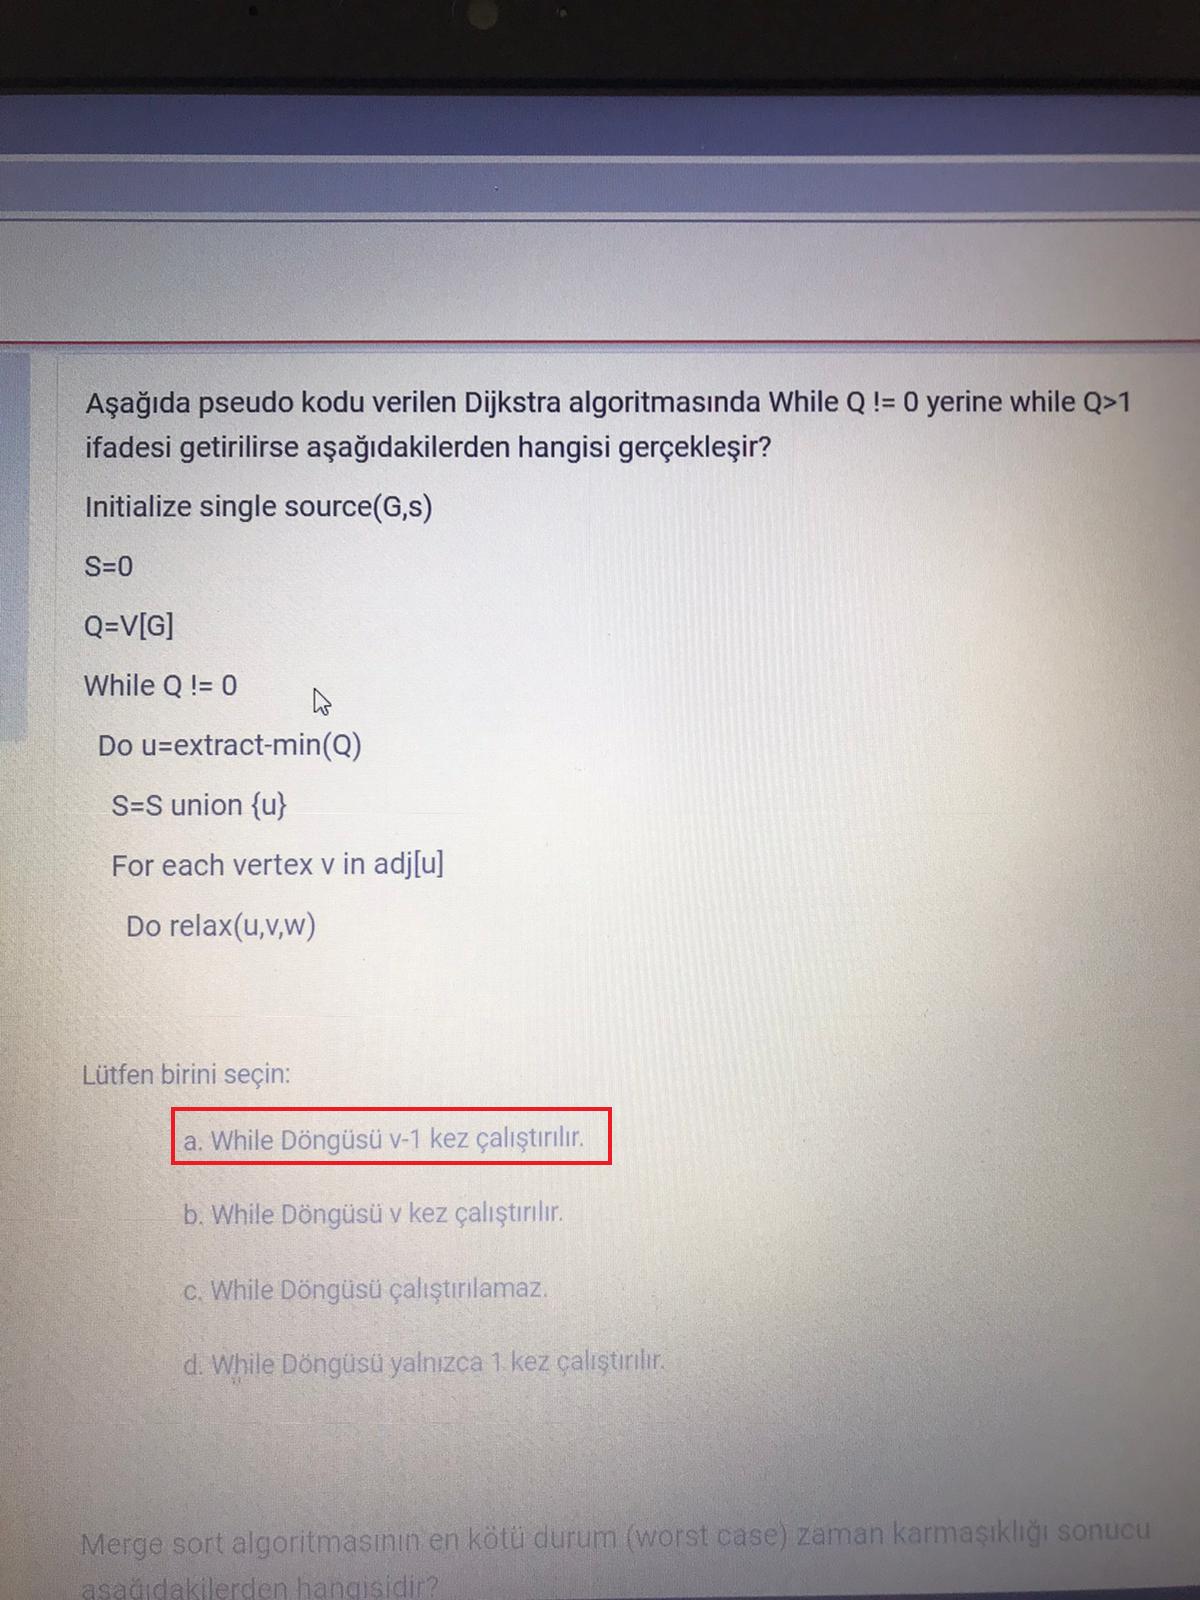 Aşağıda pseudo kodu verilen Dijkstra algoritmasında While Q != 0 yerine while Q>1
ifadesi getirilirse aşağıdakilerden hangisi gerçekleşir?
Initialize single source(G,s)
S=0
Q=V[G]
While Q != 0
Do u=extract-min(Q)
S=S union {u}
For each vertex v in adj[u]
Do relax(u,v,w)
Lütfen birini seçin:
a. While Döngüsü v-1 kez çalıştırılır.
b. While Döngüsü v kez çalıştırılır.
c. While Döngüsü çalıştırılamaz.
d. While Döngüsü yalnızca 1 kez çalıştırılır.
Merge sort algoritmasının en kötü durum (worst case) zaman karmaşıklığı sonucu
aşağıdakilerden hangisidir?